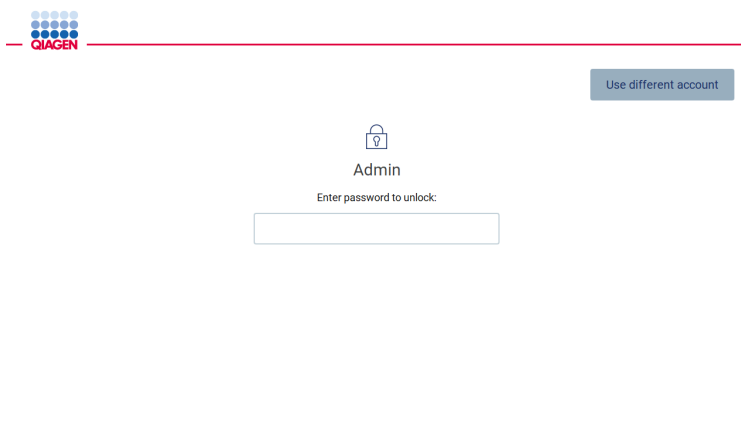 QIAGEN
Use different account
Admin
Enter password to unlock: